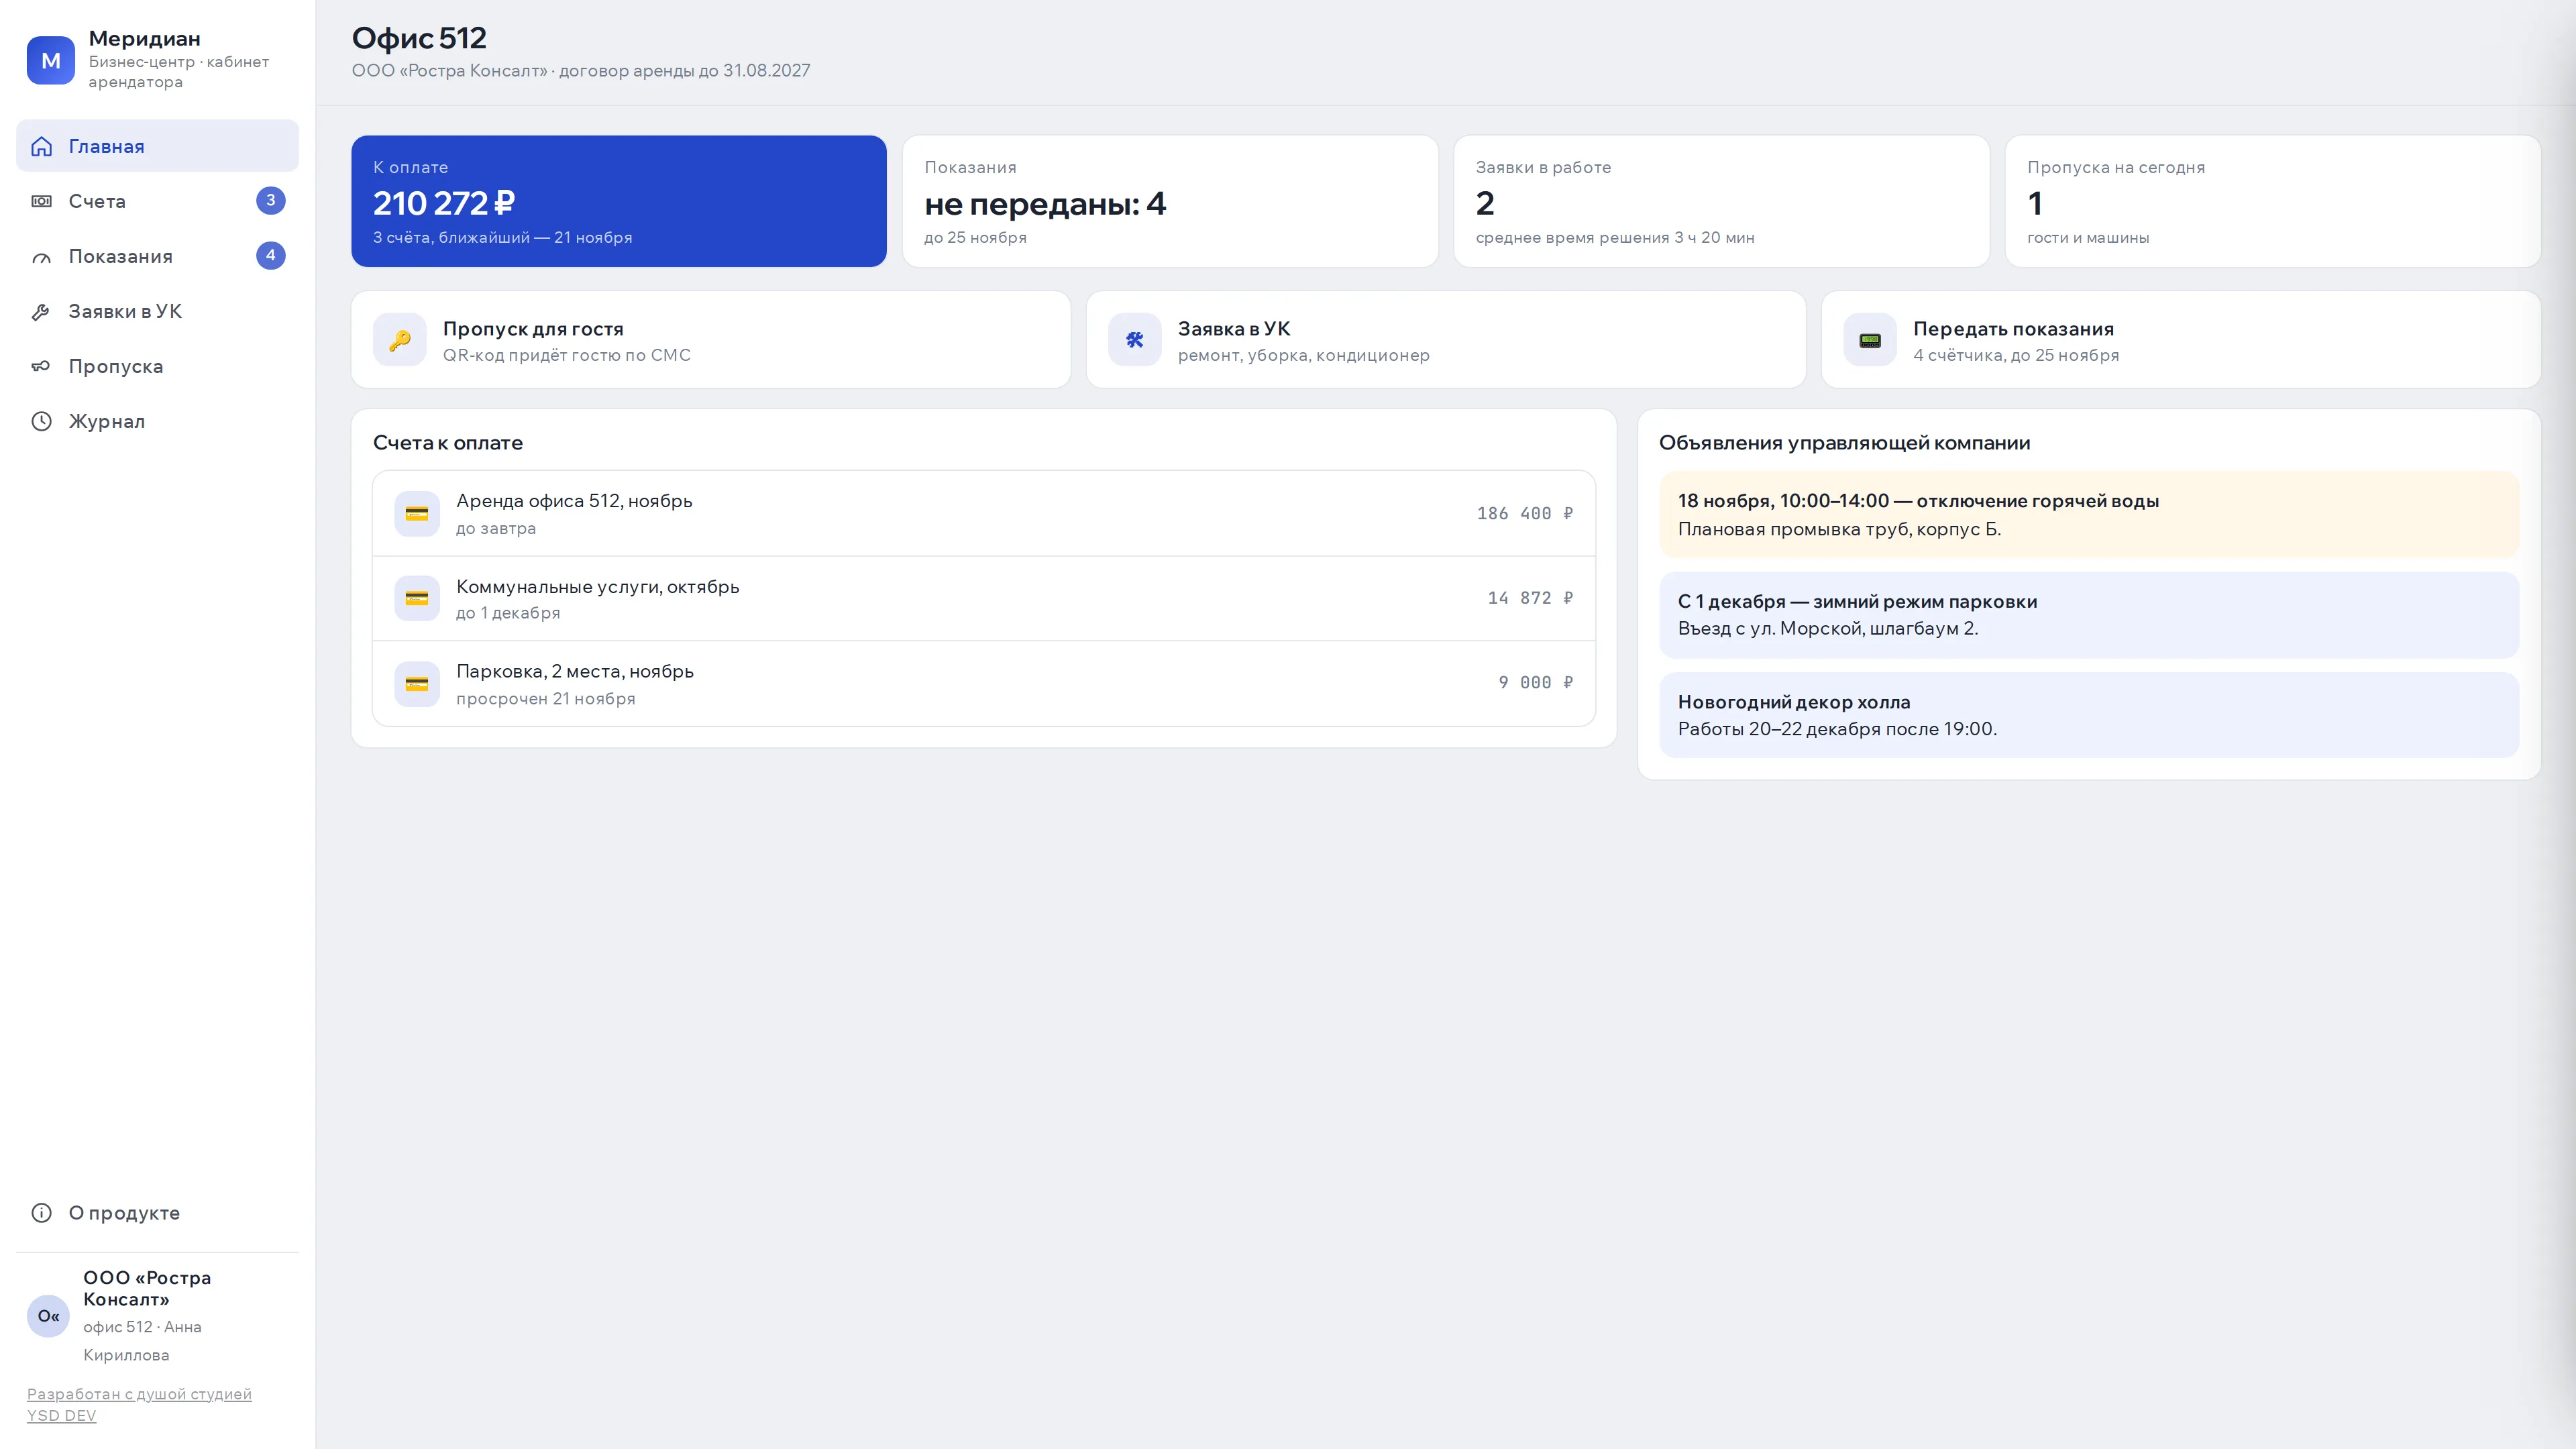 М
Меридиан
Бизнес-центр · кабинет
арендатора
Главная
Счета
3
Показания
4
Заявки в УК
Пропуска
Журнал
О продукте
О«
ООО «Ростра
Консалт»
офис 512 · Анна
Кириллова
Разработан с душой студией
YSD DEV
Офис 512
ООО «Ростра Консалт» · договор аренды до 31.08.2027
К оплате
210 272 ₽
3 счёта, ближайший — 21 ноября
Показания
не переданы: 4
до 25 ноября
Заявки в работе
2
среднее время решения 3 ч 20 мин
Пропуска на сегодня
1
гости и машины
Пропуск для гостя
QR-код придёт гостю по СМС
Заявка в УК
ремонт, уборка, кондиционер
Передать показания
4 счётчика, до 25 ноября
Счета к оплате
Аренда офиса 512, ноябрь
до завтра
186 400 ₽
Коммунальные услуги, октябрь
до 1 декабря
14 872 ₽
Парковка, 2 места, ноябрь
просрочен 21 ноября
9 000 ₽
Объявления управляющей компании
18 ноября, 10:00–14:00 — отключение горячей воды
Плановая промывка труб, корпус Б.
С 1 декабря — зимний режим парковки
Въезд с ул. Морской, шлагбаум 2.
Новогодний декор холла
Работы 20–22 декабря после 19:00.